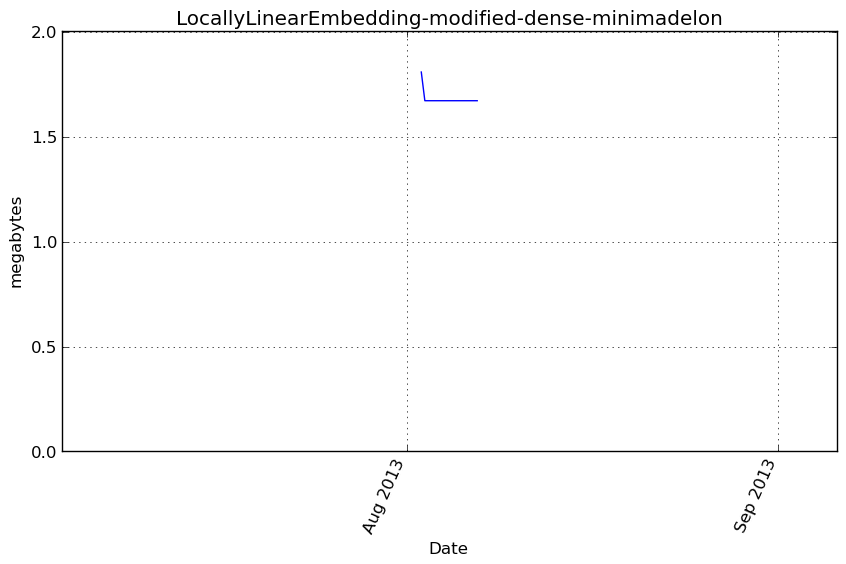 LocallyLinearEmbedding-modified-dense-minimadelon
2.0
1.5
1.0
0.5
0.0
megabytes
Aug 2013
Sep 2013
Date